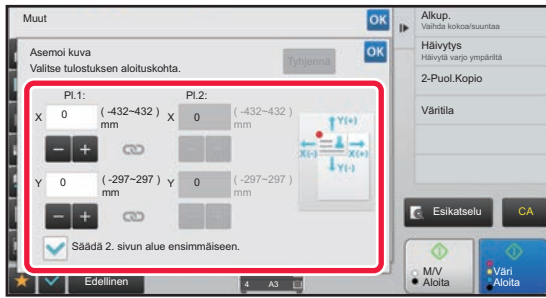 Muut
OK
Asemoi kuva
Valitse tulostuksen aloituskohta.
Tyhjennä
OK
Pl.1:
Pl.2:
X 0 ( -432~432 ) mm
X 0 ( -432~432 ) mm
Y(+)
X(-) X(+)
Y(-)
Y 0 ( -297~297 ) mm
Y 0 ( -297~297 ) mm
Säädä 2. sivun alue ensimmäiseen.
Edellinen
4 A3
Alkup.
Vaihda kokoa/suuntaa
Häivytys
Häivytä varjo ympäriltä
2-Puol.Kopio
Väritila
Esikatselu
CA
M/V
Aloita
Väri
Aloita